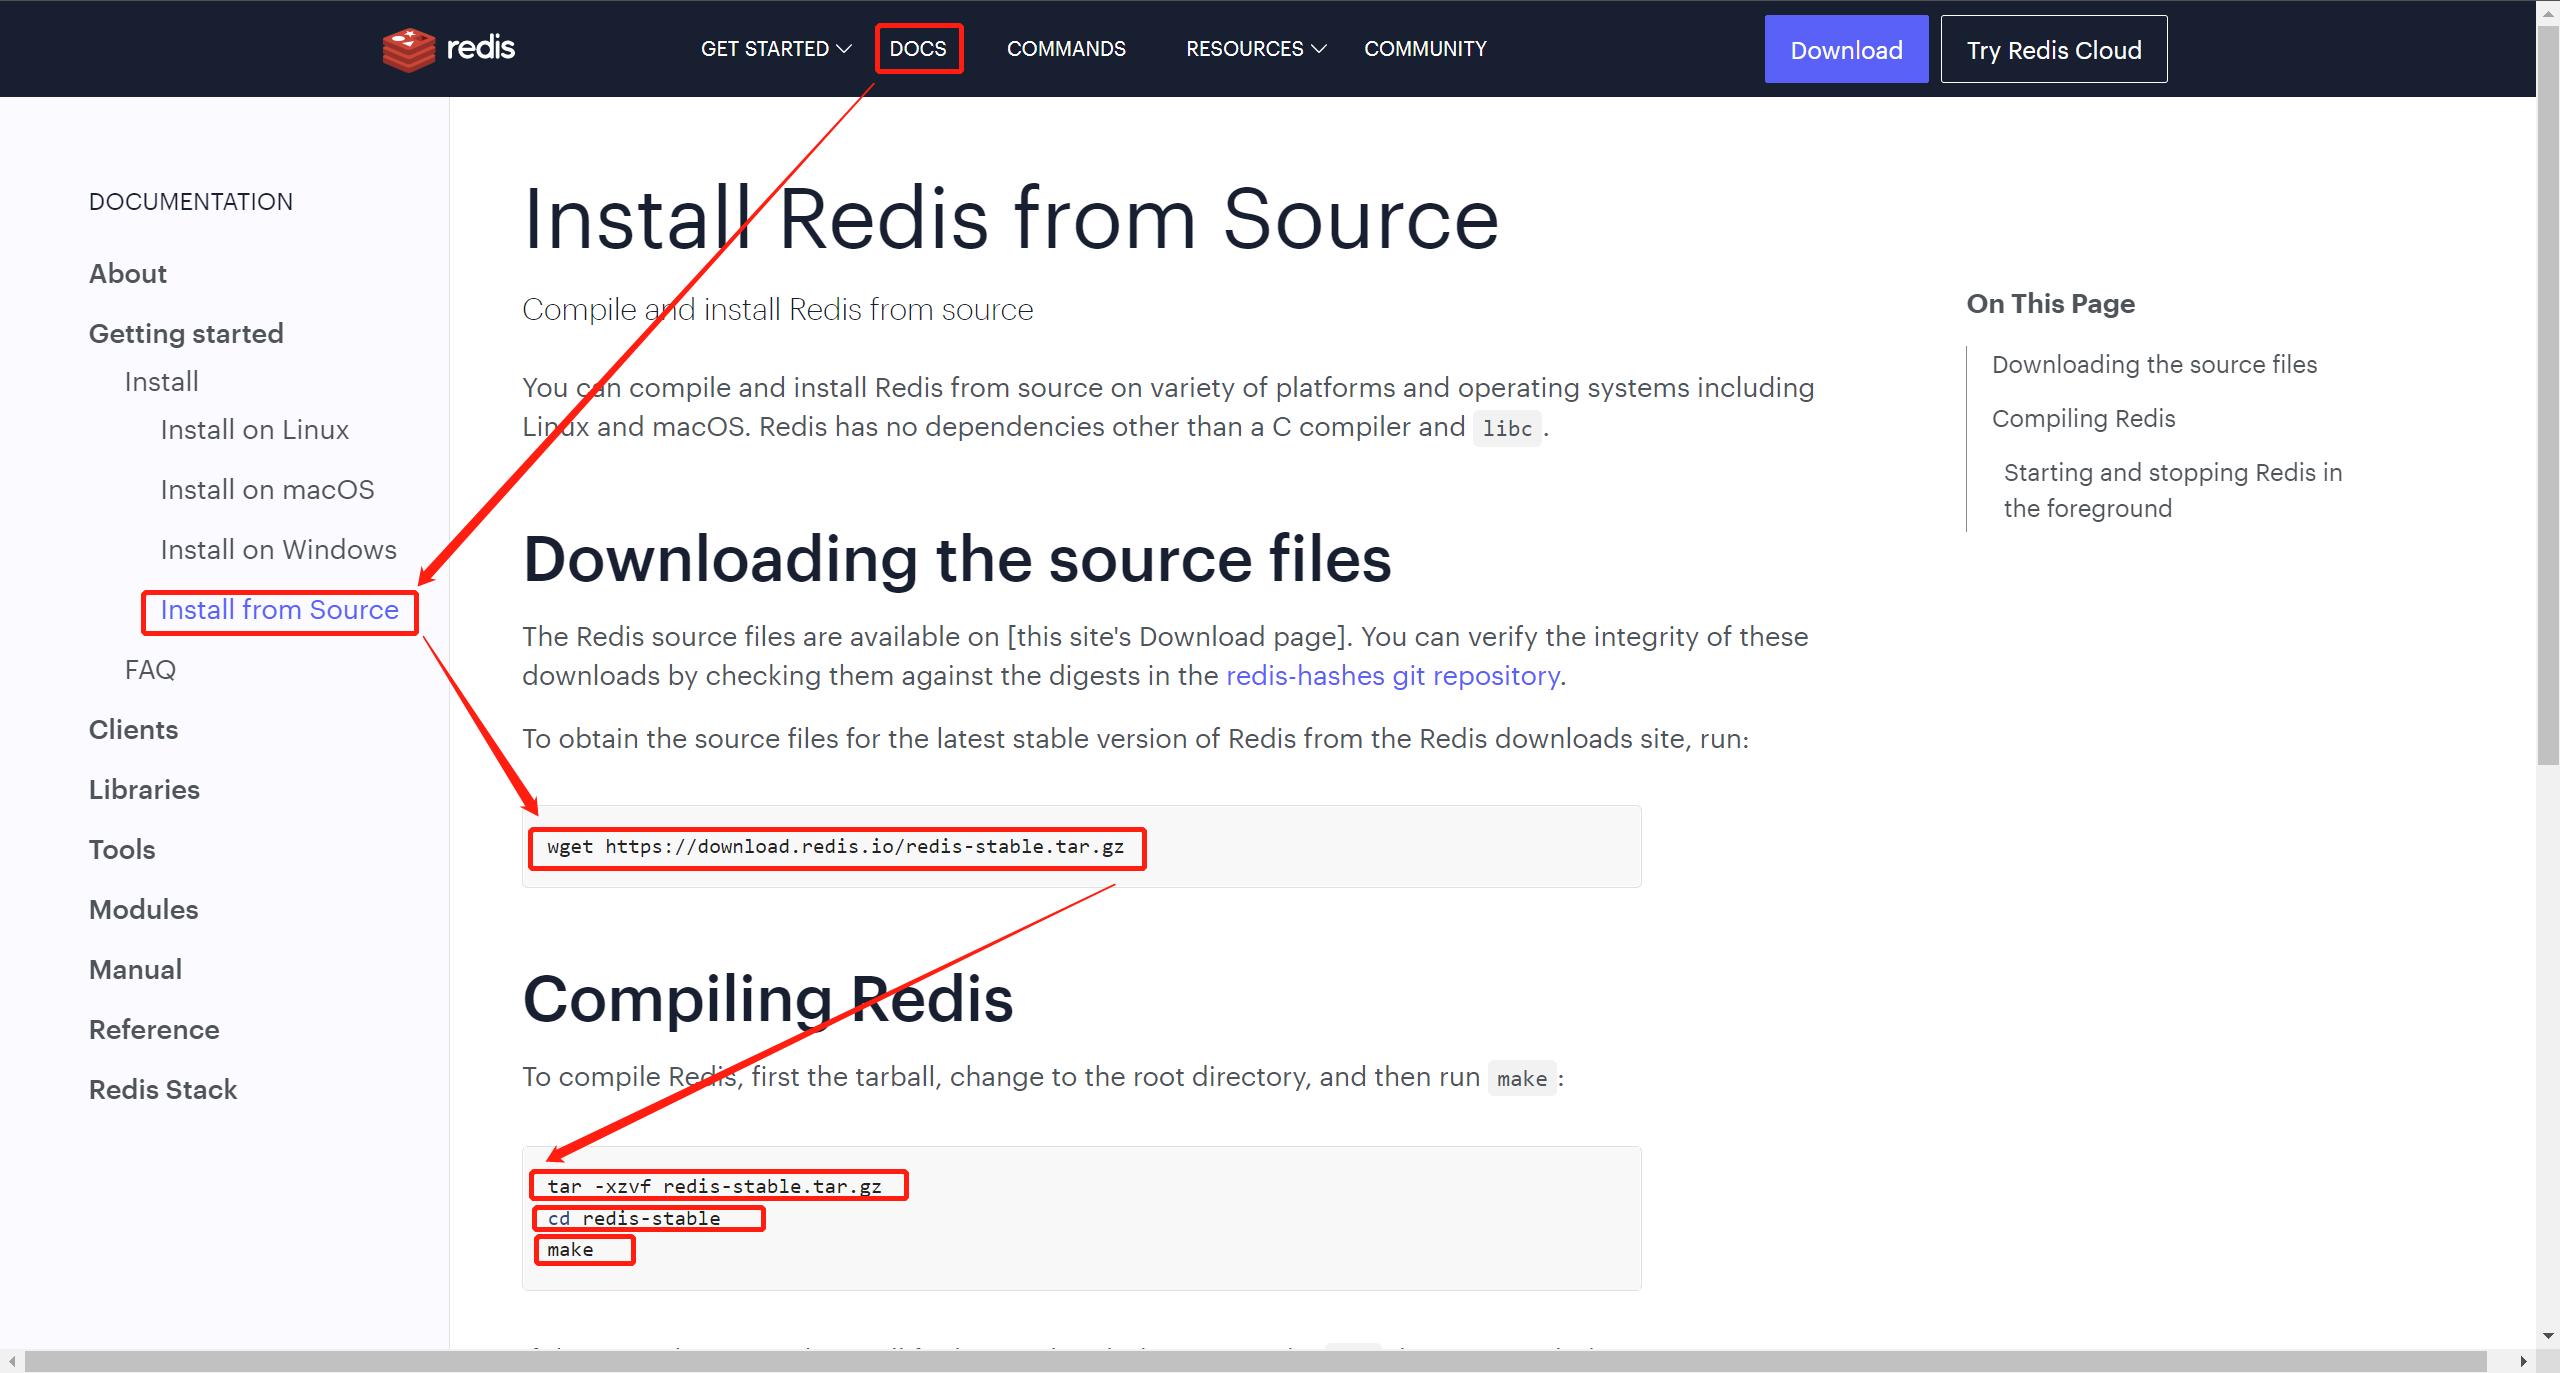 redis
GET STARTED
DOCS
COMMANDS
RESOURCES
COMMUNITY
Download
Try Redis Cloud
DOCUMENTATION
About
Getting started
Install
Install on Linux
Install on macOS
Install on Windows
Install from Source
FAQ
Clients
Libraries
Tools
Modules
Manual
Reference
Redis Stack
Install Redis from Source
Compile and install Redis from source
You can compile and install Redis from source on variety of platforms and operating systems including
Linux and macOS. Redis has no dependencies other than a C compiler and libc.
Downloading the source files
The Redis source files are available on [this site's Download page]. You can verify the integrity of these
downloads by checking them against the digests in the redis-hashes git repository.
To obtain the source files for the latest stable version of Redis from the Redis downloads site, run:
wget https://download.redis.io/redis-stable.tar.gz
Compiling Redis
To compile Redis, first the tarball, change to the root directory, and then run make:
tar -xzvf redis-stable.tar.gz
cd redis-stable
make
On This Page
Downloading the source files
Compiling Redis
Starting and stopping Redis in
the foreground